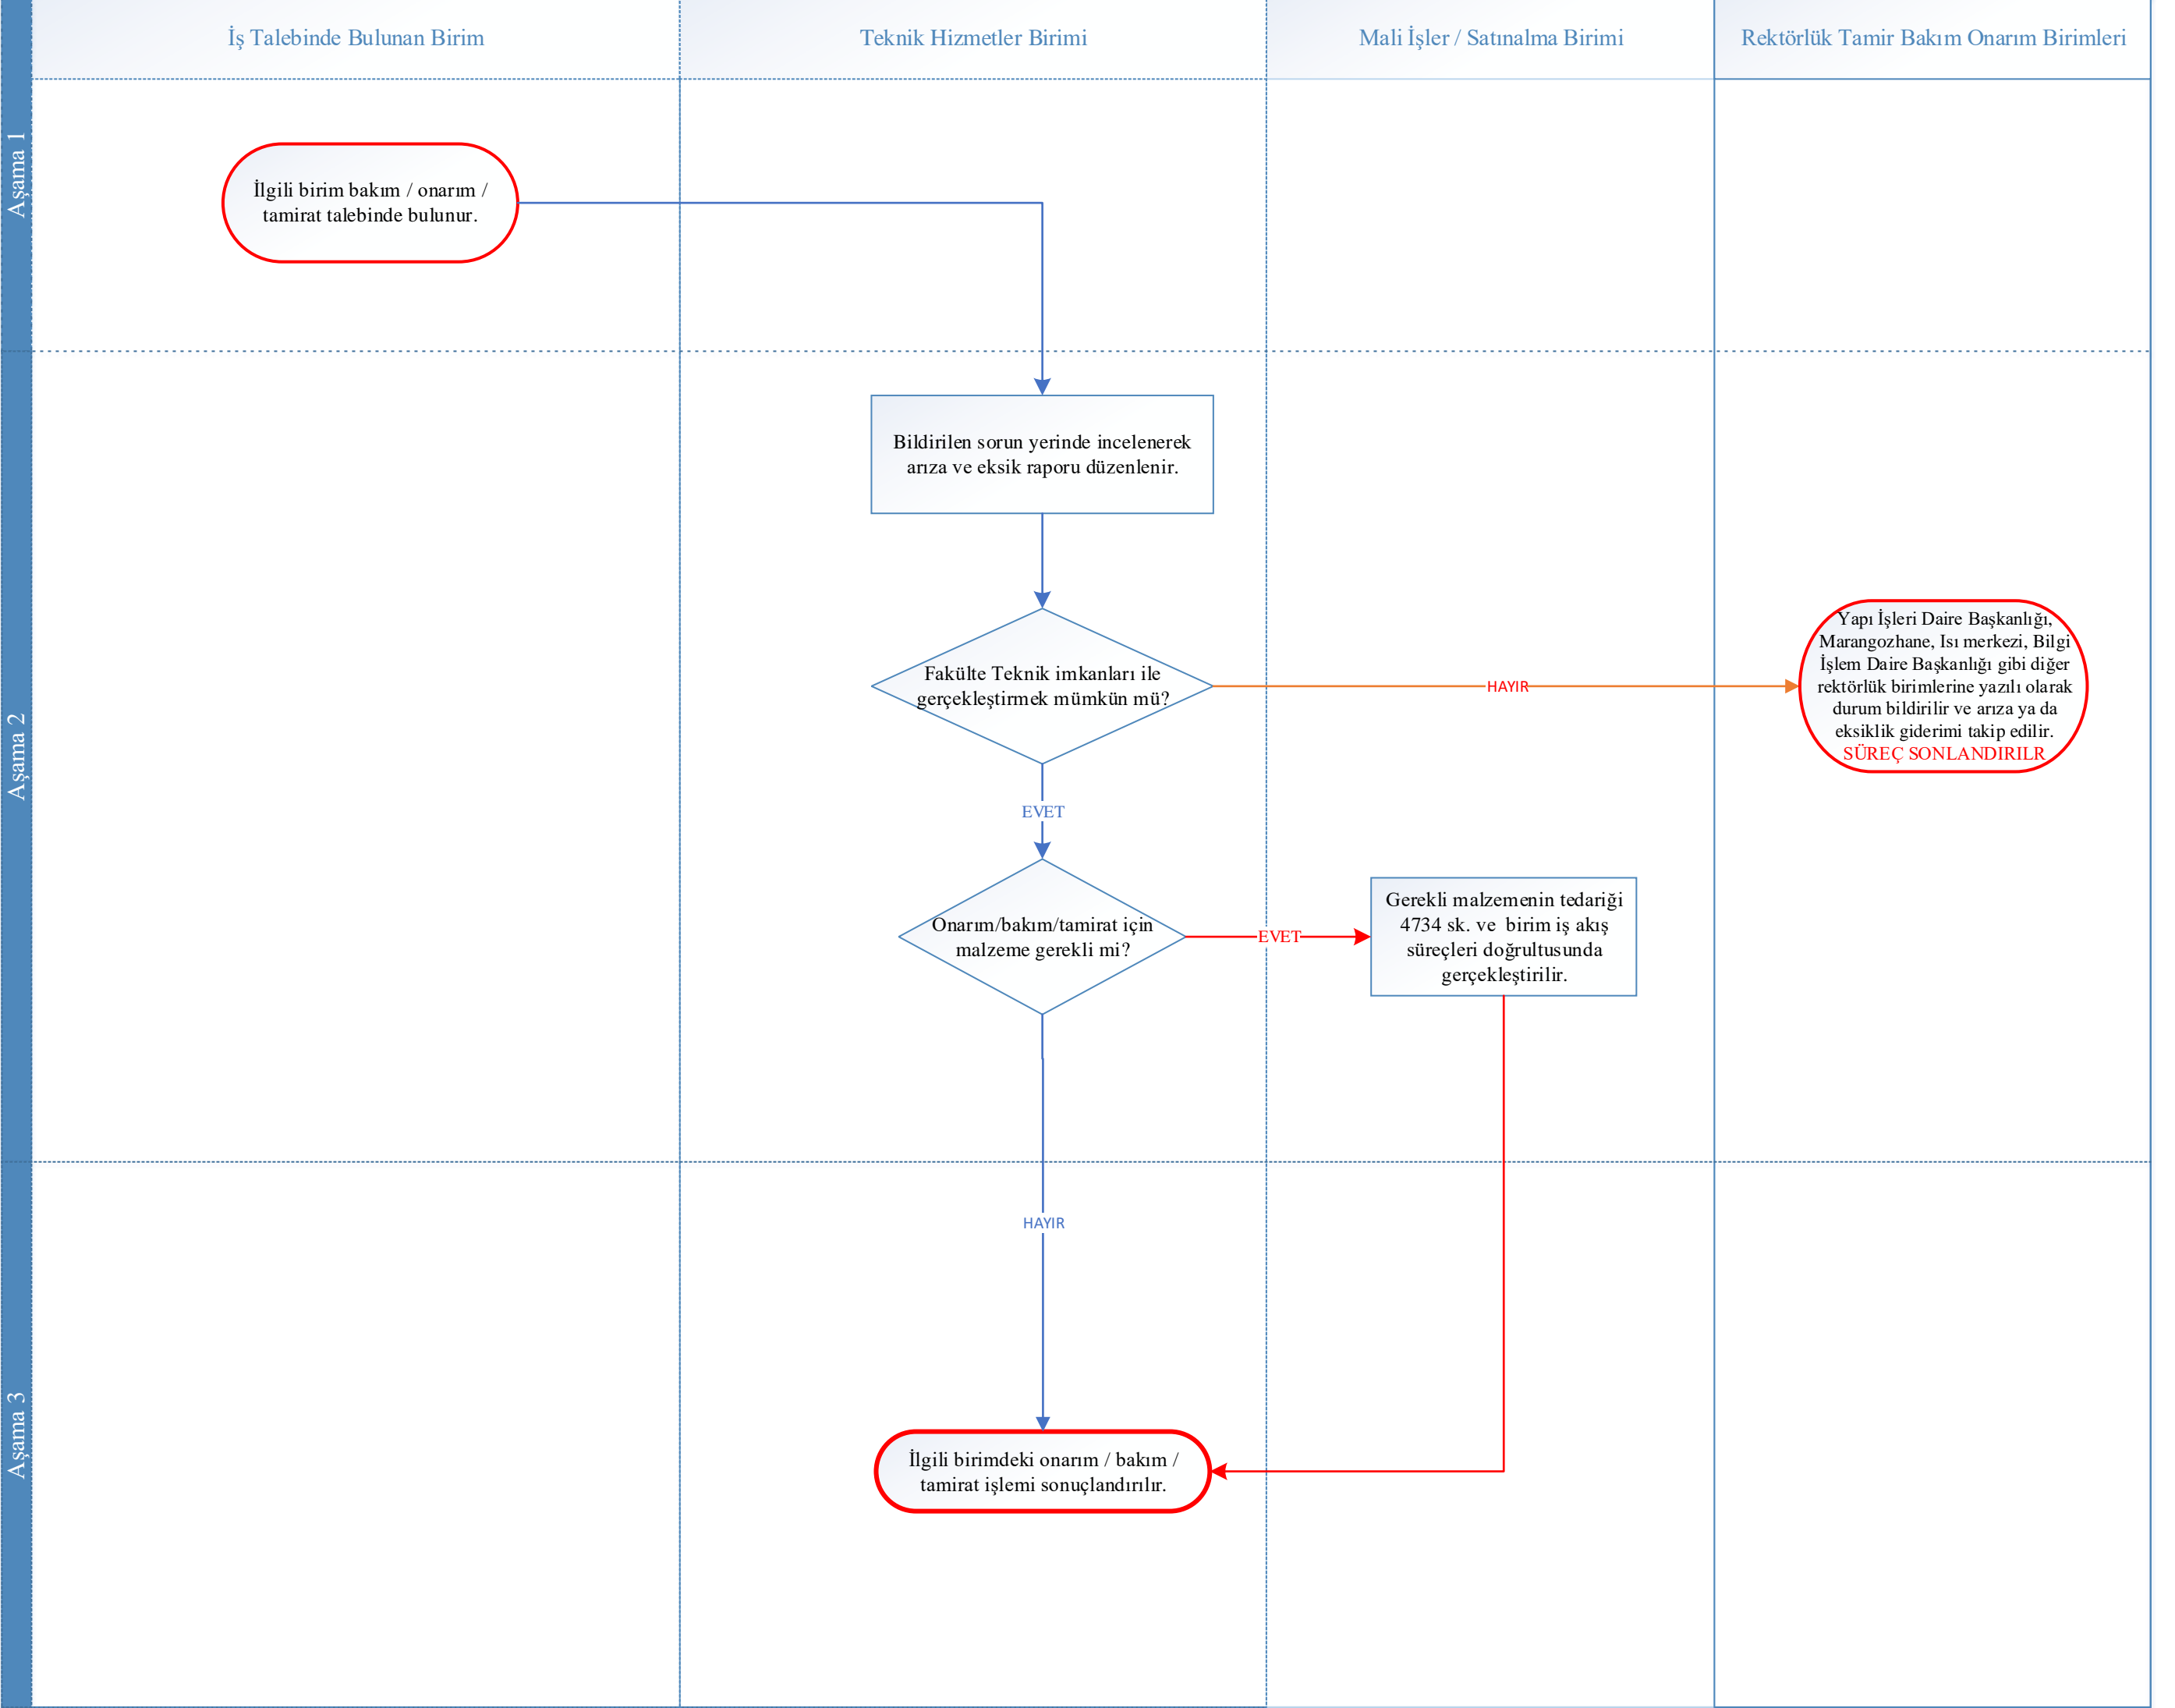 İş Talebinde Bulunan Birim
Teknik Hizmetler Birimi
Mali İşler / Satınalma Birimi
Rektörlük Tamir Bakım Onarım Birimleri
Aşama 1
İlgili birim bakım / onarım /
tamirat talebinde bulunur.
Aşama 2
Bildirilen sorun yerinde incelenerek
arıza ve eksik raporu düzenlenir.
Fakülte Teknik imkanları ile
gerçekleştirmek mümkün mü?
HAYIR
Yapı İşleri Daire Başkanlığı,
Marangozhane, Isı merkezi, Bilgi
İşlem Daire Başkanlığı gibi diğer
rektörlük birimlerine yazılı olarak
durum bildirilir ve arıza ya da
eksiklik giderimi takip edilir.
SÜREÇ SONLANDIRILR
EVET
Onarım/bakım/tamirat için
malzeme gerekli mi?
EVET
Gerekli malzemenin tedariği
4734 sk. ve  birim iş akış
süreçleri doğrultusunda
gerçekleştirilir.
HAYIR
Aşama 3
İlgili birimdeki onarım / bakım /
tamirat işlemi sonuçlandırılır.